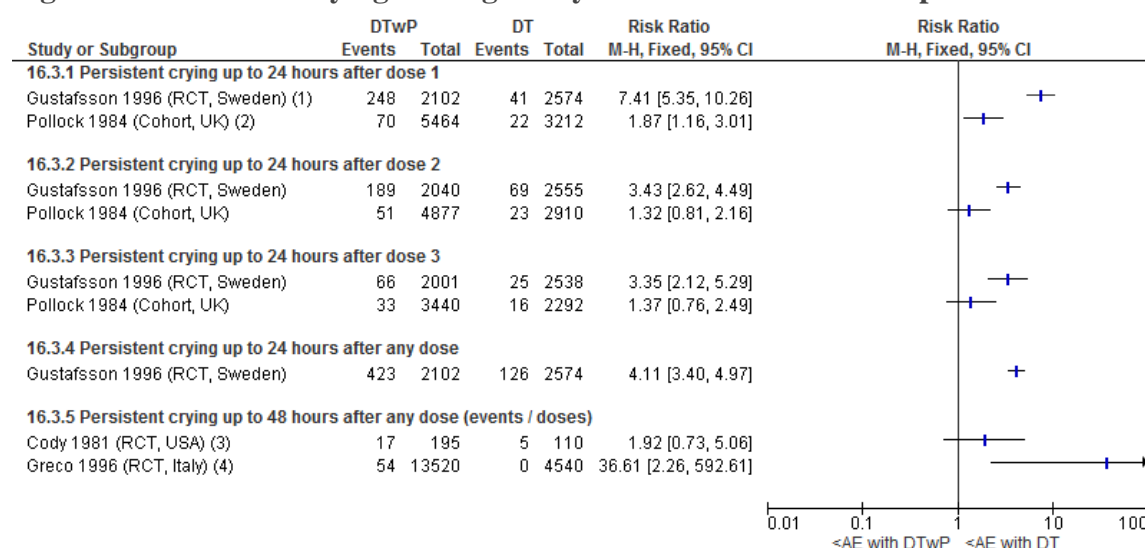 DTwP DT Risk Ratio Risk Ratio
Study or Subgroup Events Total Events Total M-H, Fixed, 95% CI M-H, Fixed, 95% CI
16.3.1 Persistent crying up to 24 hours after dose 1
Gustafsson 1996 (RCT, Sweden) (1) 248 2102 41 2574 7.41 [5.35, 10.26]
Pollock 1984 (Cohort, UK) (2) 70 5464 22 3212 1.87 [1.16, 3.01]
16.3.2 Persistent crying up to 24 hours after dose 2
Gustafsson 1996 (RCT, Sweden) 189 2040 69 2555 3.43 [2.62, 4.49]
Pollock 1984 (Cohort, UK) 51 4877 23 2910 1.32 [0.81, 2.16]
16.3.3 Persistent crying up to 24 hours after dose 3
Gustafsson 1996 (RCT, Sweden) 66 2001 25 2538 3.35 [2.12, 5.29]
Pollock 1984 (Cohort, UK) 33 3440 16 2292 1.37 [0.76, 2.49]
16.3.4 Persistent crying up to 24 hours after any dose
Gustafsson 1996 (RCT, Sweden) 423 2102 126 2574 4.11 [3.40, 4.97]
16.3.5 Persistent crying up to 48 hours after any dose (events / doses)
Cody 1981 (RCT, USA) (3) 17 195 5 110 1.92 [0.73, 5.06]
Greco 1996 (RCT, Italy) (4) 54 13520 0 4540 36.61 [2.26, 592.61]
0.01 0.1 1 10 100
<AE with DTwP <AE with DT